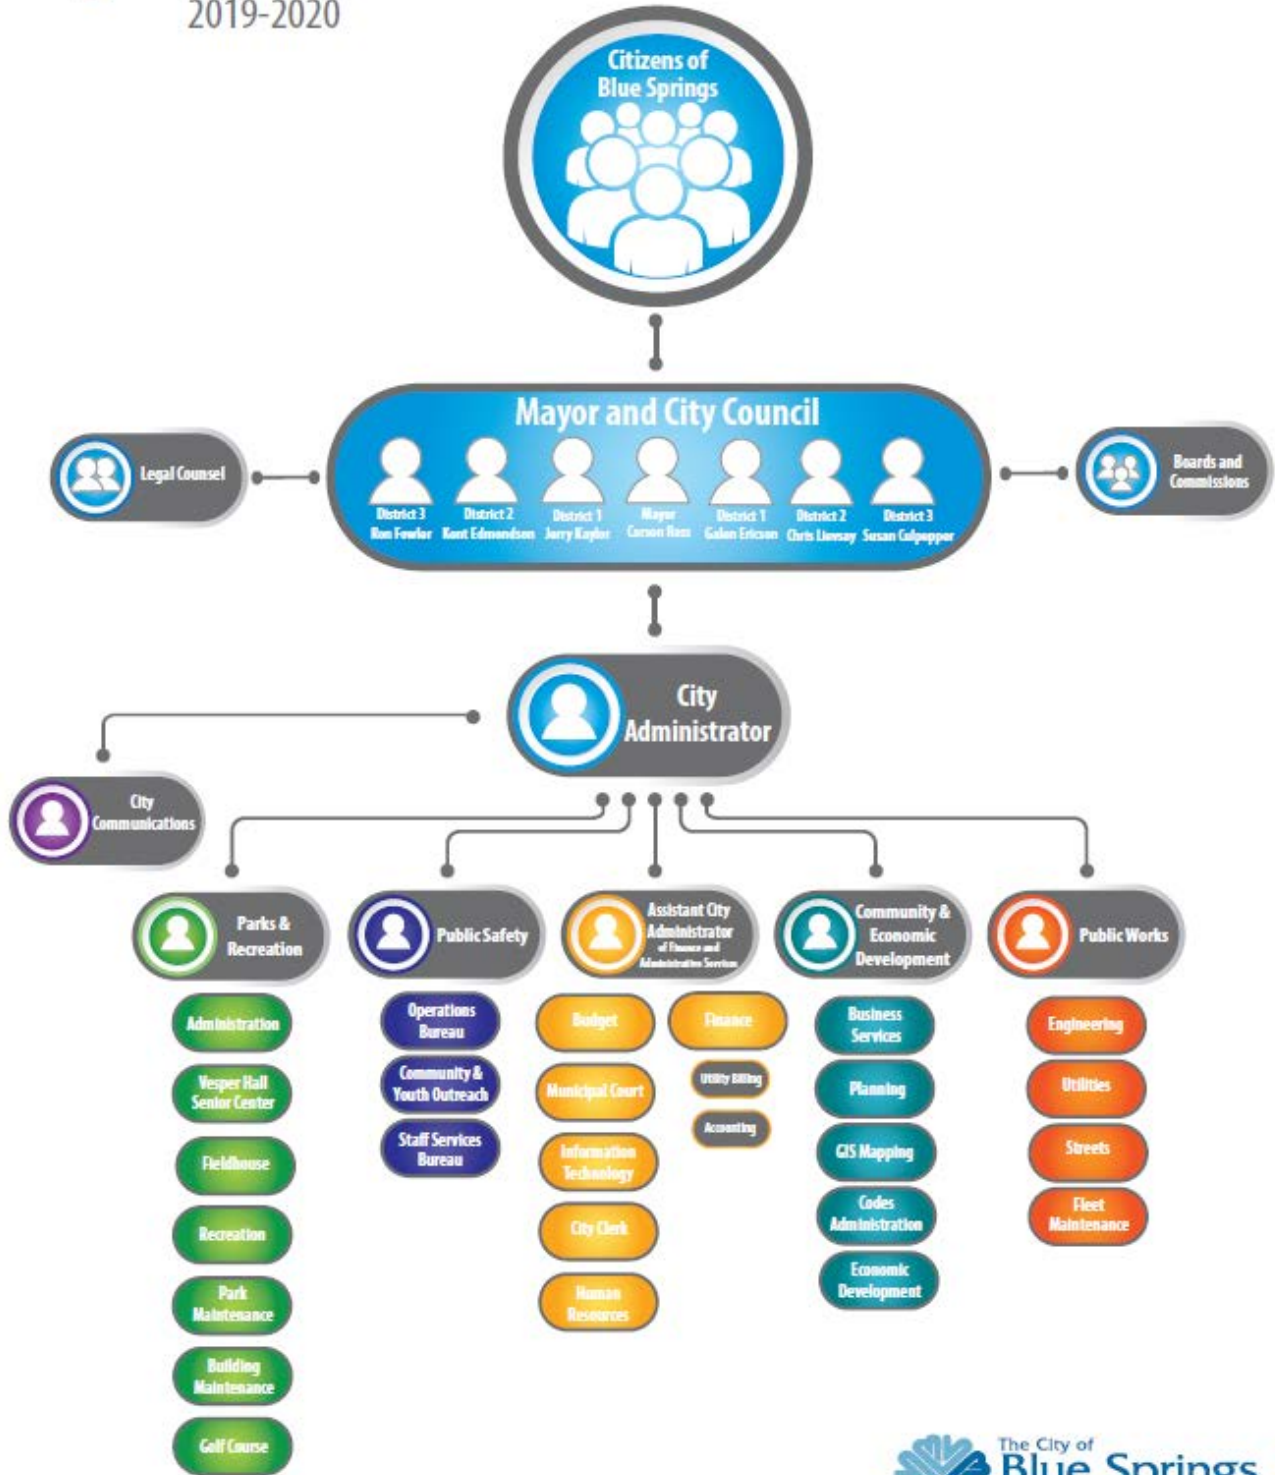 2019-2020
Citizens of
Blue Springs
Mayor and City Council
District 3
Ron Fowler
District 2
Kent Edmondson
District 1
Jerry Kaylor
Mayor
Carson Ross
District 1
Galen Ericson
District 2
Chris Lievsay
District 3
Susan Culpepper
Legal Counsel
Boards and
Commissions
City
Administrator
City
Communications
Parks &
Recreation
Administration
Vesper Hall
Senior Center
Fieldhouse
Recreation
Park
Maintenance
Building
Maintenance
Golf Course
Public Safety
Operations
Bureau
Community &
Youth Outreach
Staff Services
Bureau
Assistant City
Administrator
of Finance and
Administrative Services
Budget
Municipal Court
Information
Technology
City Clerk
Human
Resources
Finance
Utility Billing
Accounting
Community &
Economic
Development
Business
Services
Planning
GIS Mapping
Codes
Administration
Economic
Development
Public Works
Engineering
Utilities
Streets
Fleet
Maintenance
The City of
Blue Springs